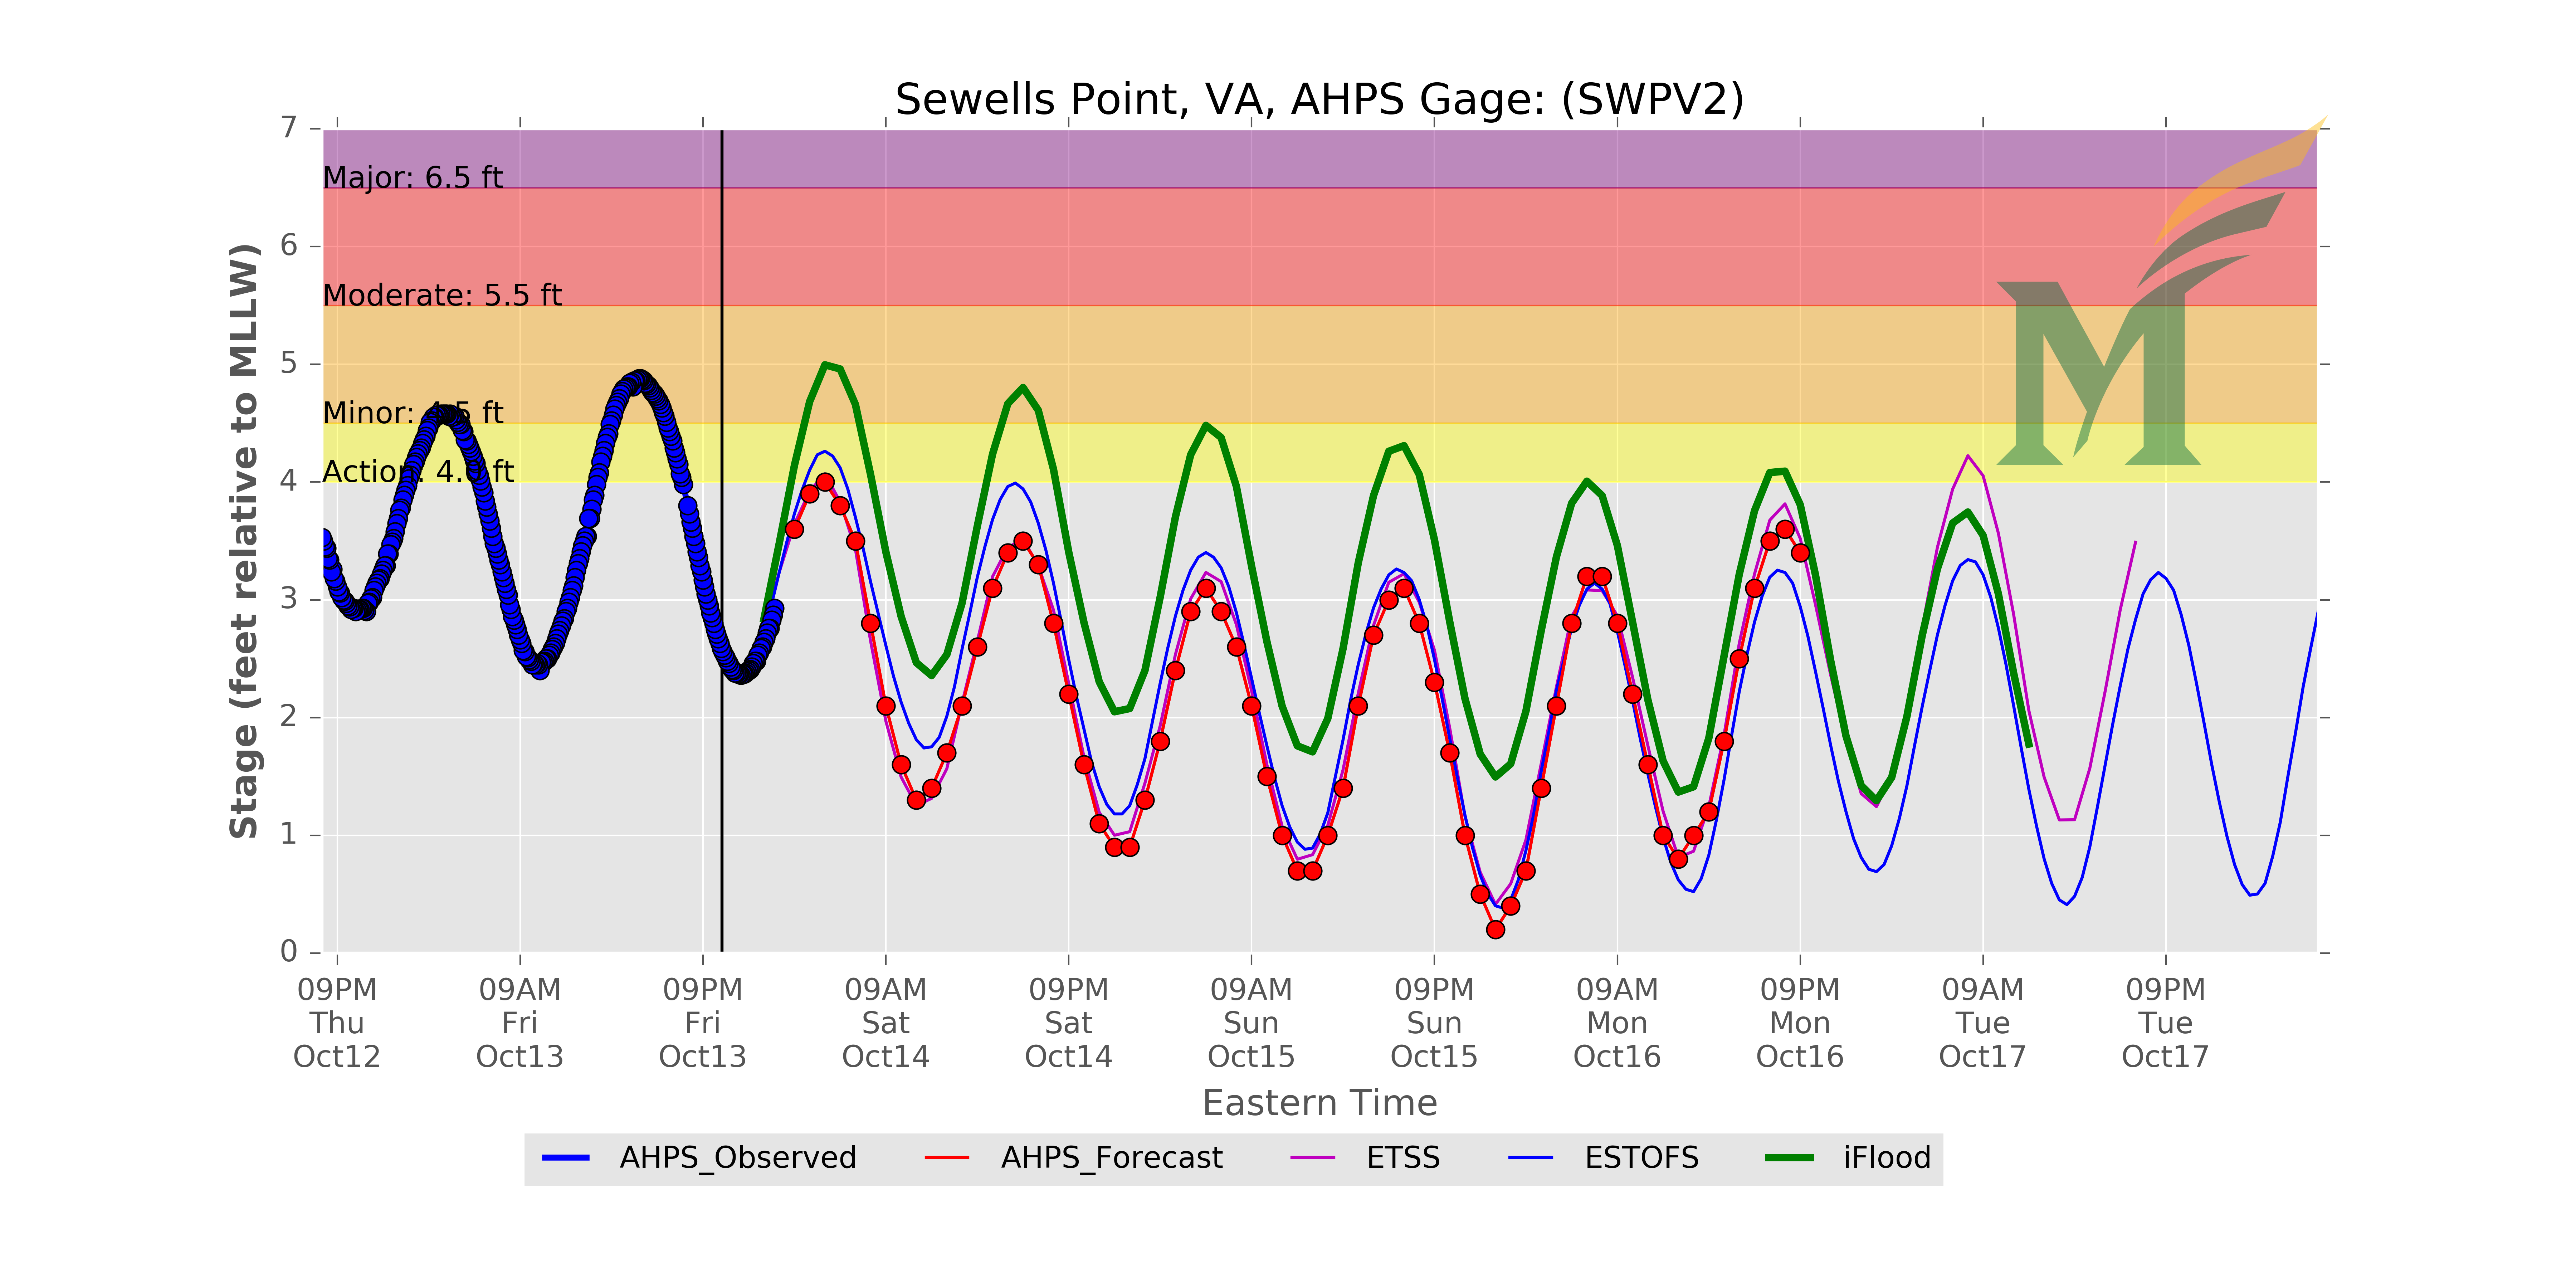 Sewells Point, VA, AHPS Gage: (SWPV2)
Stage (feet relative to MLLW)
7
6
5
4
3
2
1
0
Major: 6.5 ft
Moderate: 5.5 ft
Minor: 4.5 ft
Action: 4.0 ft
09PM 09AM 09PM 09AM 09PM 09AM 09PM 09AM 09PM 09AM 09PM
Thu Fri Fri Sat Sat Sun Sun Mon Mon Tue Tue
Oct12 Oct13 Oct13 Oct14 Oct14 Oct15 Oct15 Oct16 Oct16 Oct17 Oct17
Eastern Time
AHPS_Observed AHPS_Forecast ETSS ESTOFS iFlood
M